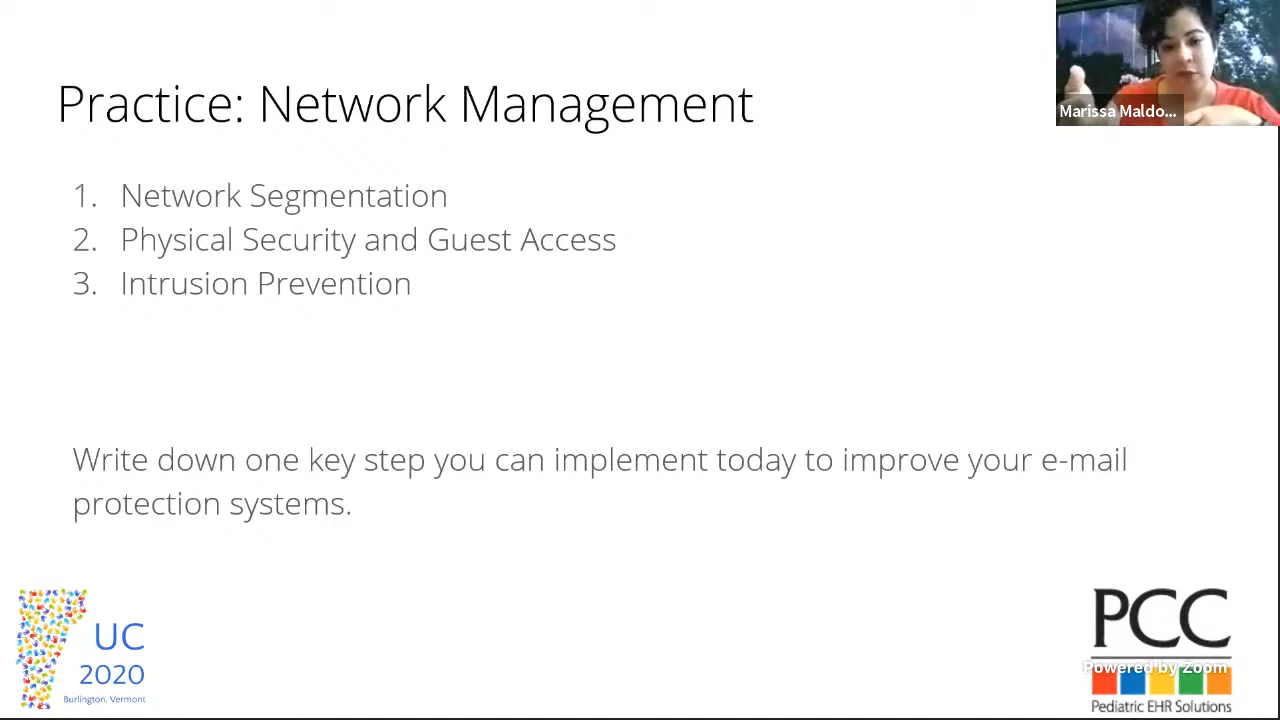 Practice: Network Management
Marissa Maldo...
1. Network Segmentation
2. Physical Security and Guest Access
3. Intrusion Prevention
Write down one key step you can implement today to improve your e-mail
protection systems.
UC
2020
Burlington, Vermont
PCC
Powered by Zoom
Pediatric EHR Solutions